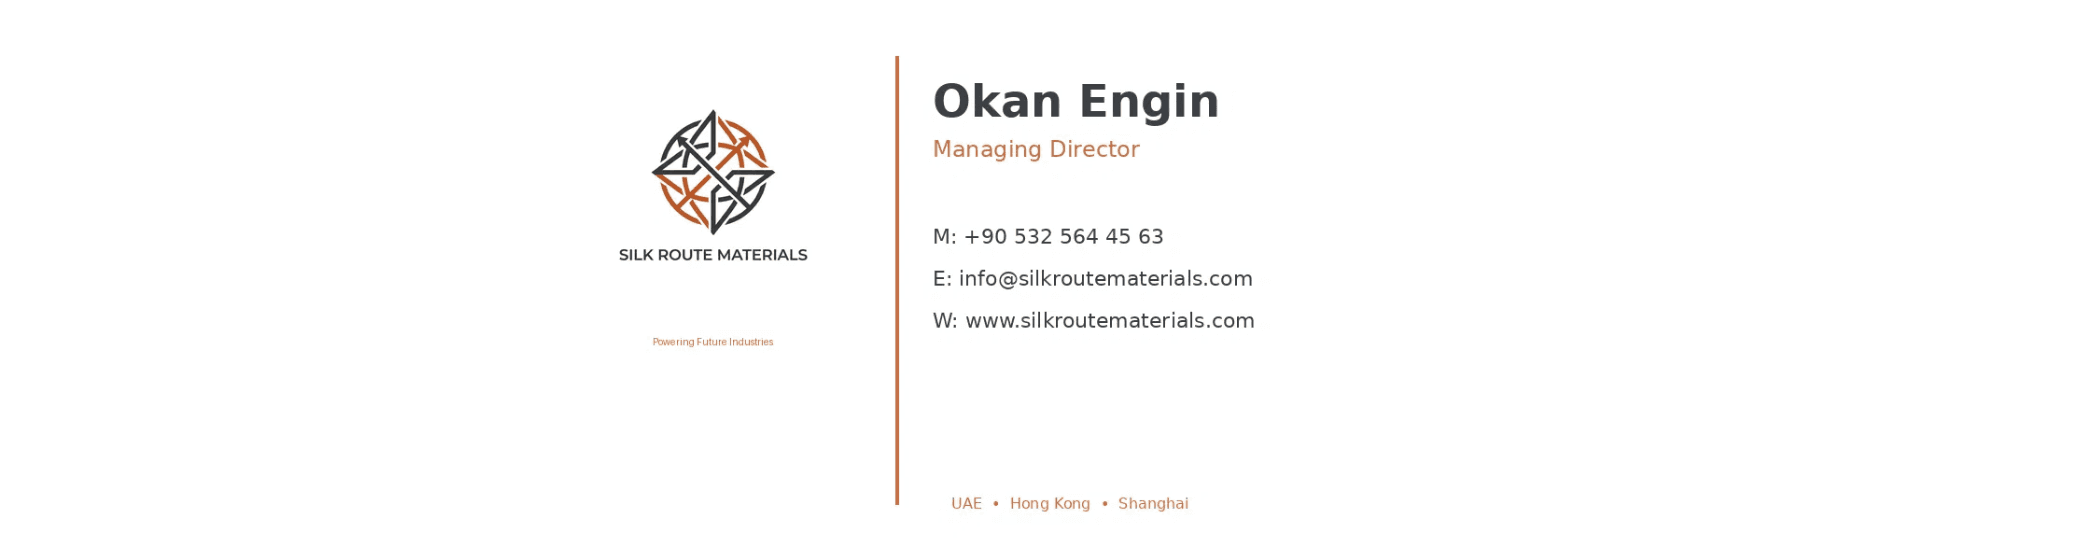 SILK ROUTE MATERIALS
Powering Future Industries
Okan Engin
Managing Director
M: +90 532 564 45 63
E: info@silkroutematerials.com
W: www.silkroutematerials.com
UAE • Hong Kong • Shanghai